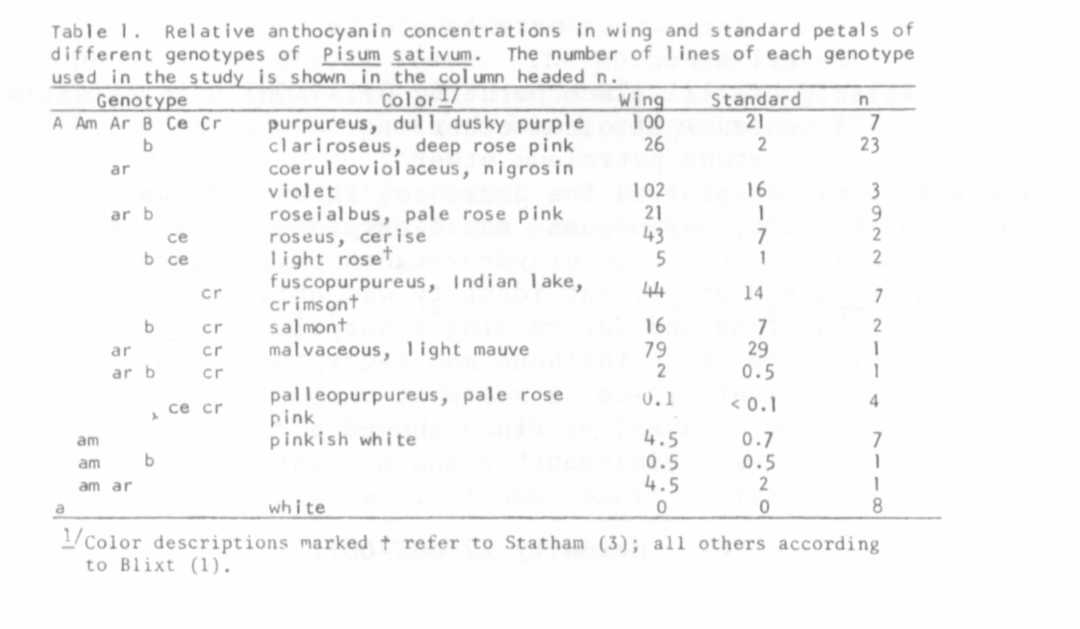 Table 1. Relative anthocyanin concentrations in wing and standard petals of
different genotypes of Pisum sativum. The number of lines of each genotype
used in the study is shown in the column headed n.
Genotype Color1/ Wing Standard n
A Am Ar B Ce Cr purpureus, dull dusky purple 100 21 7
b clariroseus, deep rose pink 26 2 23
ar coeruleoviolaceus, nigrosin
violet 102 16 3
ar b roseialbus, pale rose pink 21 1 9
ce roseus, cerise 43 7 2
b ce light rose† 5 1 2
cr fuscopurpureus, Indian lake,
crimson† 44 14 7
b cr salmon† 16 7 2
ar cr malvaceous, light mauve 79 29 1
ar b cr 2 0.5 1
ce cr palleopurpureus, pale rose
pink 0.1 <0.1 4
am pinkish white 4.5 0.7 7
am b 0.5 0.5 1
am ar 4.5 2 1
a white 0 0 8
1/Color descriptions marked † refer to Statham (3); all others according
to Blixt (1).